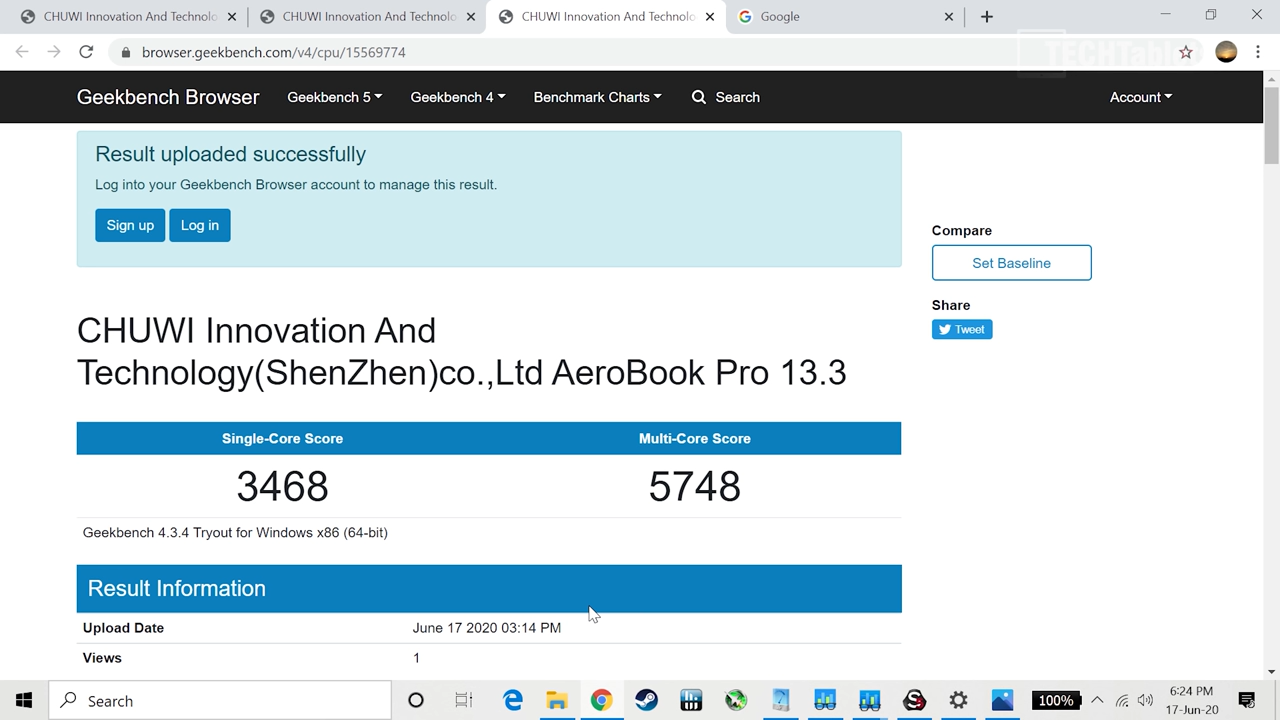 CHUWI Innovation And Technolo
CHUWI Innovation And Technolo
CHUWI Innovation And Technolo
Google
browser.geekbench.com/v4/cpu/15569774
Geekbench Browser
Geekbench 5
Geekbench 4
Benchmark Charts
Search
Account
Result uploaded successfully
Log into your Geekbench Browser account to manage this result.
Sign up
Log in
Compare
Set Baseline
Share
Tweet
CHUWI Innovation And
Technology(ShenZhen)co.,Ltd AeroBook Pro 13.3
Single-Core Score
Multi-Core Score
3468
5748
Geekbench 4.3.4 Tryout for Windows x86 (64-bit)
Result Information
Upload Date
June 17 2020 03:14 PM
Views
1
Search
100%
6:24 PM
17-Jun-20